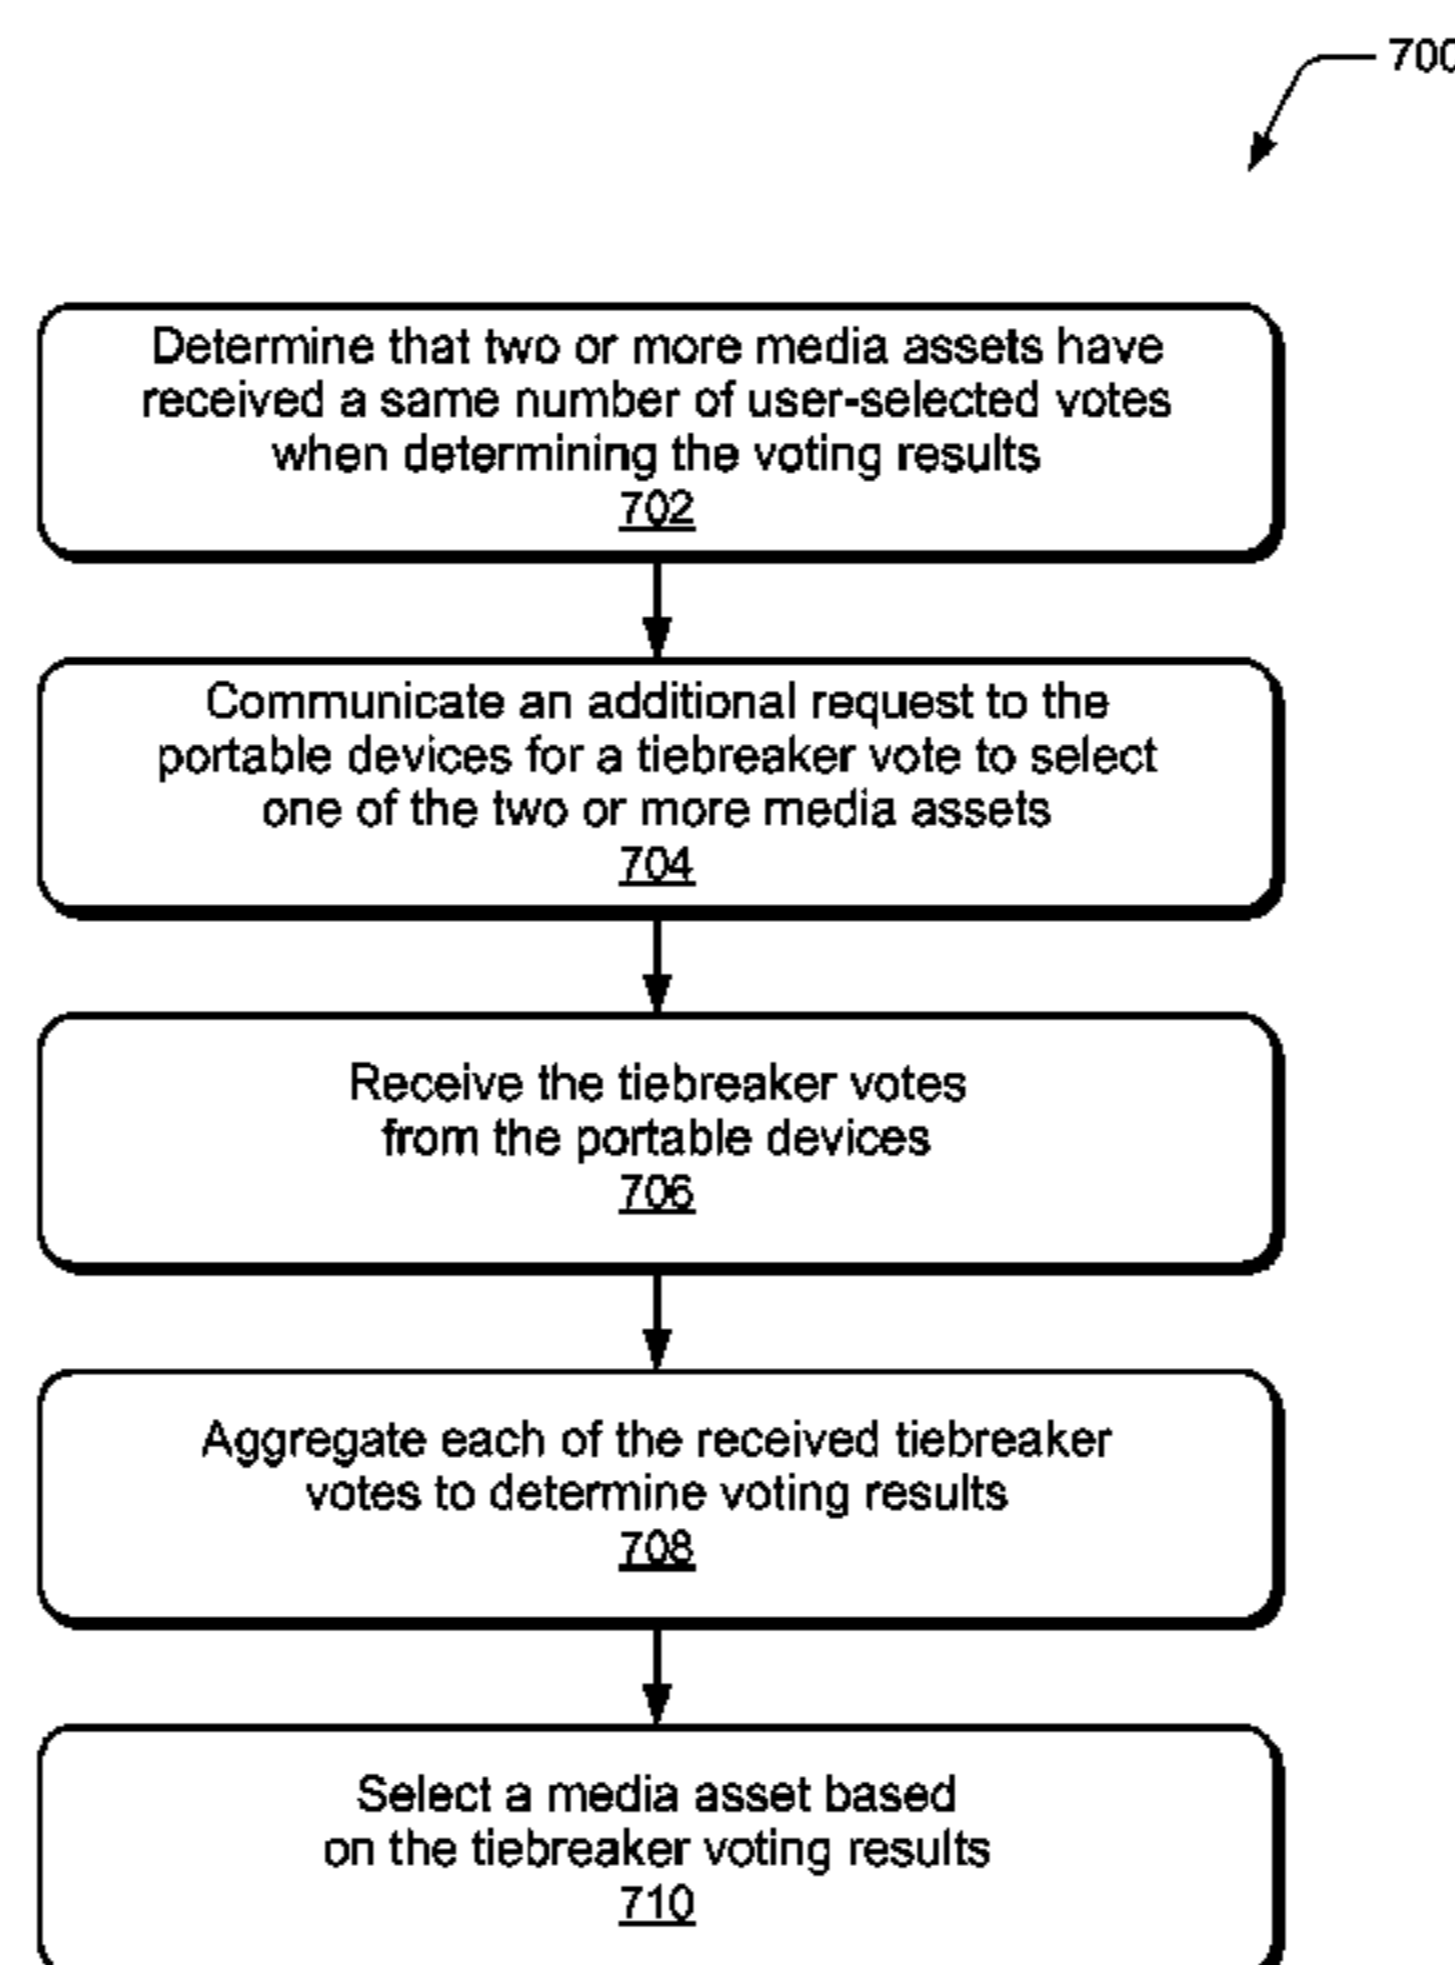 700
Determine that two or more media assets have
received a same number of user-selected votes
when determining the voting results
702
Communicate an additional request to the
portable devices for a tiebreaker vote to select
one of the two or more media assets
704
Receive the tiebreaker votes
from the portable devices
706
Aggregate each of the received tiebreaker
votes to determine voting results
708
Select a media asset based
on the tiebreaker voting results
710